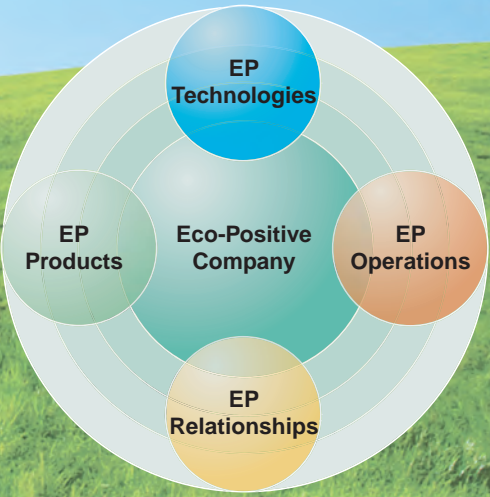 EP
Technologies
EP
Products
Eco-Positive
Company
EP
Operations
EP
Relationships